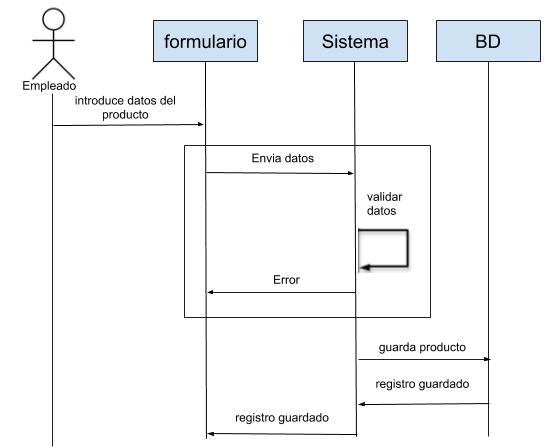 formulario
Sistema
BD
Empleado
introduce datos del
producto
Envia datos
validar
datos
Error
guarda producto
registro guardado
registro guardado